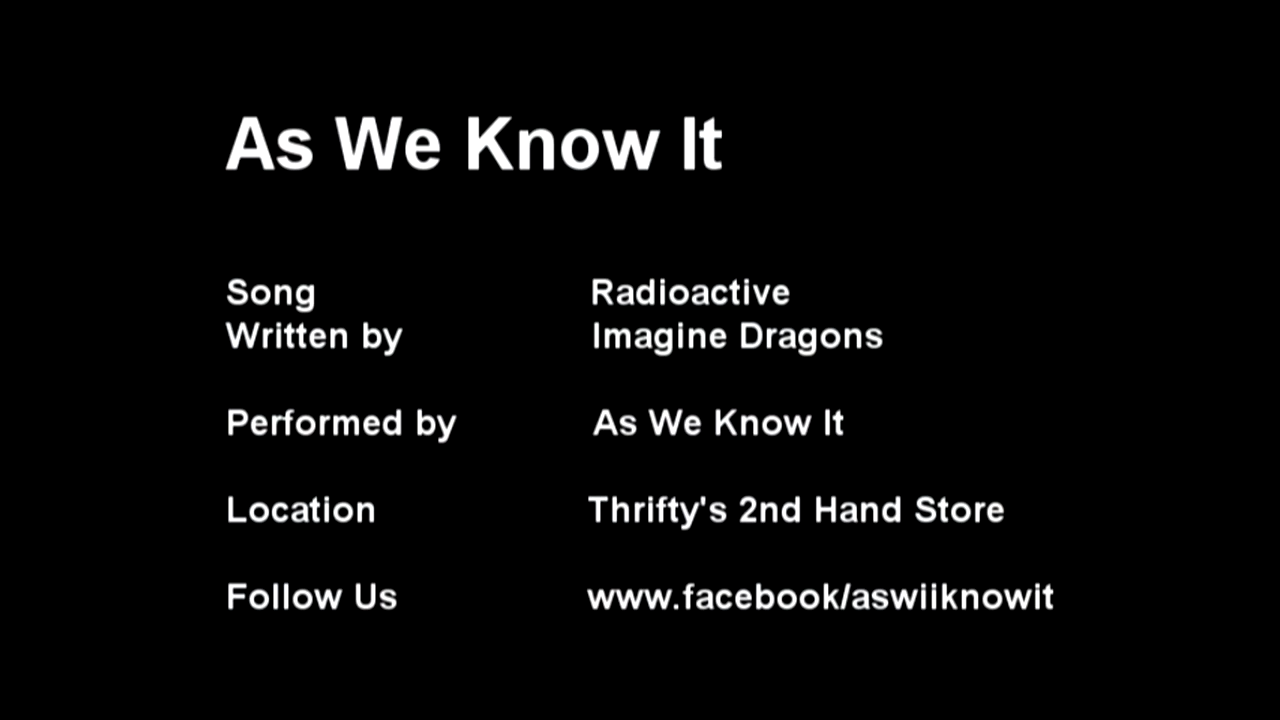 As We Know It
Song Radioactive
Written by Imagine Dragons
Performed by As We Know It
Location Thrifty's 2nd Hand Store
Follow Us www.facebook/aswiiknowit